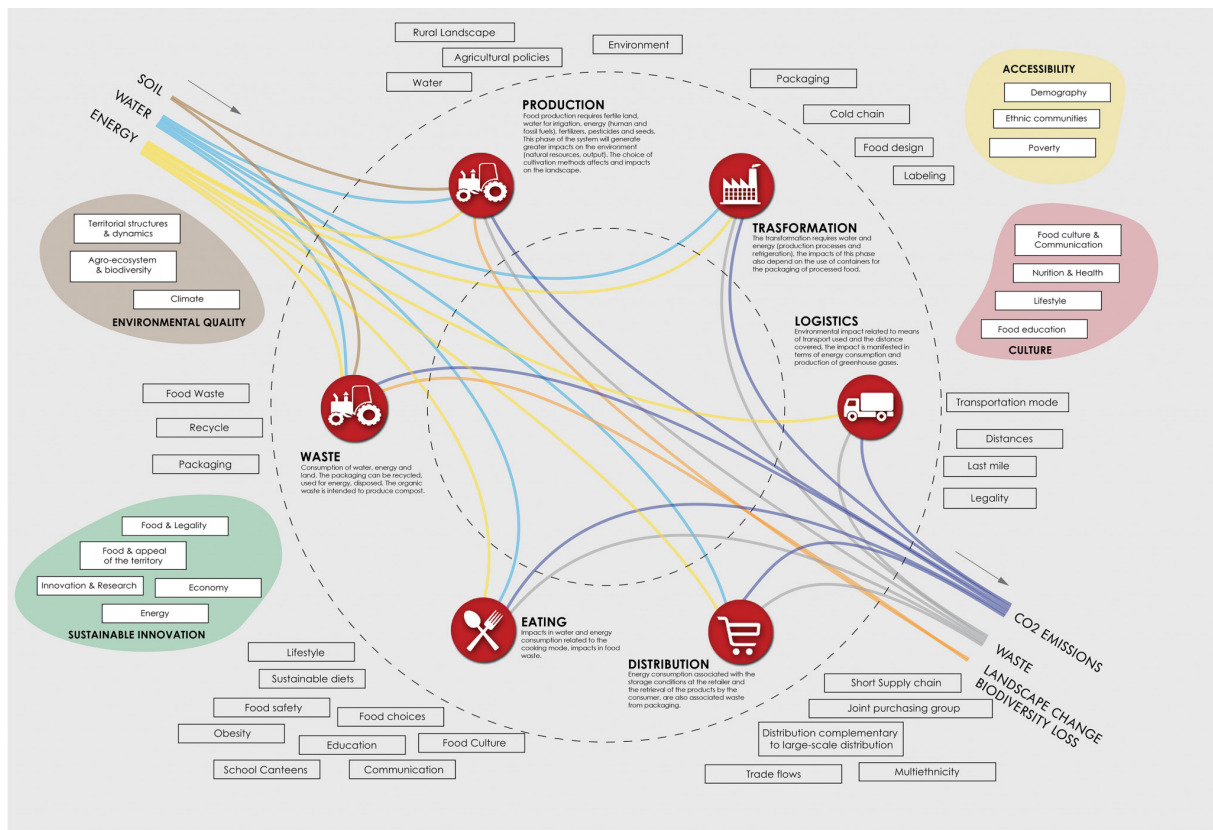 Rural Landscape
Agricultural policies
Water
Environment
Packaging
Cold chain
Food design
Labeling
ACCESSIBILITY
Demography
Ethnic communities
Poverty
SOIL
WATER
ENERGY
PRODUCTION
Food production requires fertile land,
water for irrigation, energy (human and
fossil fuels), fertilizers, pesticides and seeds.
This phase of the system will generate
greater impacts on the environment
(natural resources, output). The choice of
cultivation methods affects and impacts
on the landscape.
TRASFORMATION
The transformation requires water and
energy (production processes and
refrigeration), the impacts of this phase
also depend on the use of containers for
the packaging of processed food.
Territorial structures
& dynamics
Agro-ecosystem
& biodiversity
Climate
ENVIRONMENTAL QUALITY
Food culture &
Communication
Nurition & Health
Lifestyle
Food education
CULTURE
LOGISTICS
Environmental impact related to means
of transport used and the distance
covered, the impact is manifested in
terms of energy consumption and
production of greenhouse gases.
Food Waste
Recycle
Packaging
WASTE
Consumption of water, energy and
land. The packaging can be recycled,
used for energy, disposed. The organic
waste is intended to produce compost.
Transportation mode
Distances
Last mile
Legality
Food & Legality
Food & appeal
of the territory
Innovation & Research
Economy
Energy
SUSTAINABLE INNOVATION
EATING
Impacts in water and energy
consumption related to the
cooking mode, impacts in food
waste.
DISTRIBUTION
Energy consumption associated with the
storage conditions at the retailer and
the retrieval of the products by the
consumer, are also associated waste
from packaging.
CO2 EMISSIONS
WASTE
LANDSCAPE CHANGE
BIODIVERSITY LOSS
Lifestyle
Sustainable diets
Food safety
Food choices
Obesity
Education
Food Culture
School Canteens
Communication
Short Supply chain
Joint purchasing group
Distribution complementary
to large-scale distribution
Trade flows
Multiethnicity